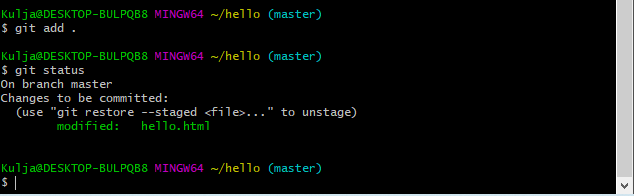 Kulja@DESKTOP-BULPQB8 MINGW64 ~/hello (master)
$ git add .
Kulja@DESKTOP-BULPQB8 MINGW64 ~/hello (master)
$ git status
On branch master
Changes to be committed:
  (use "git restore --staged <file>..." to unstage)
        modified:   hello.html
Kulja@DESKTOP-BULPQB8 MINGW64 ~/hello (master)
$